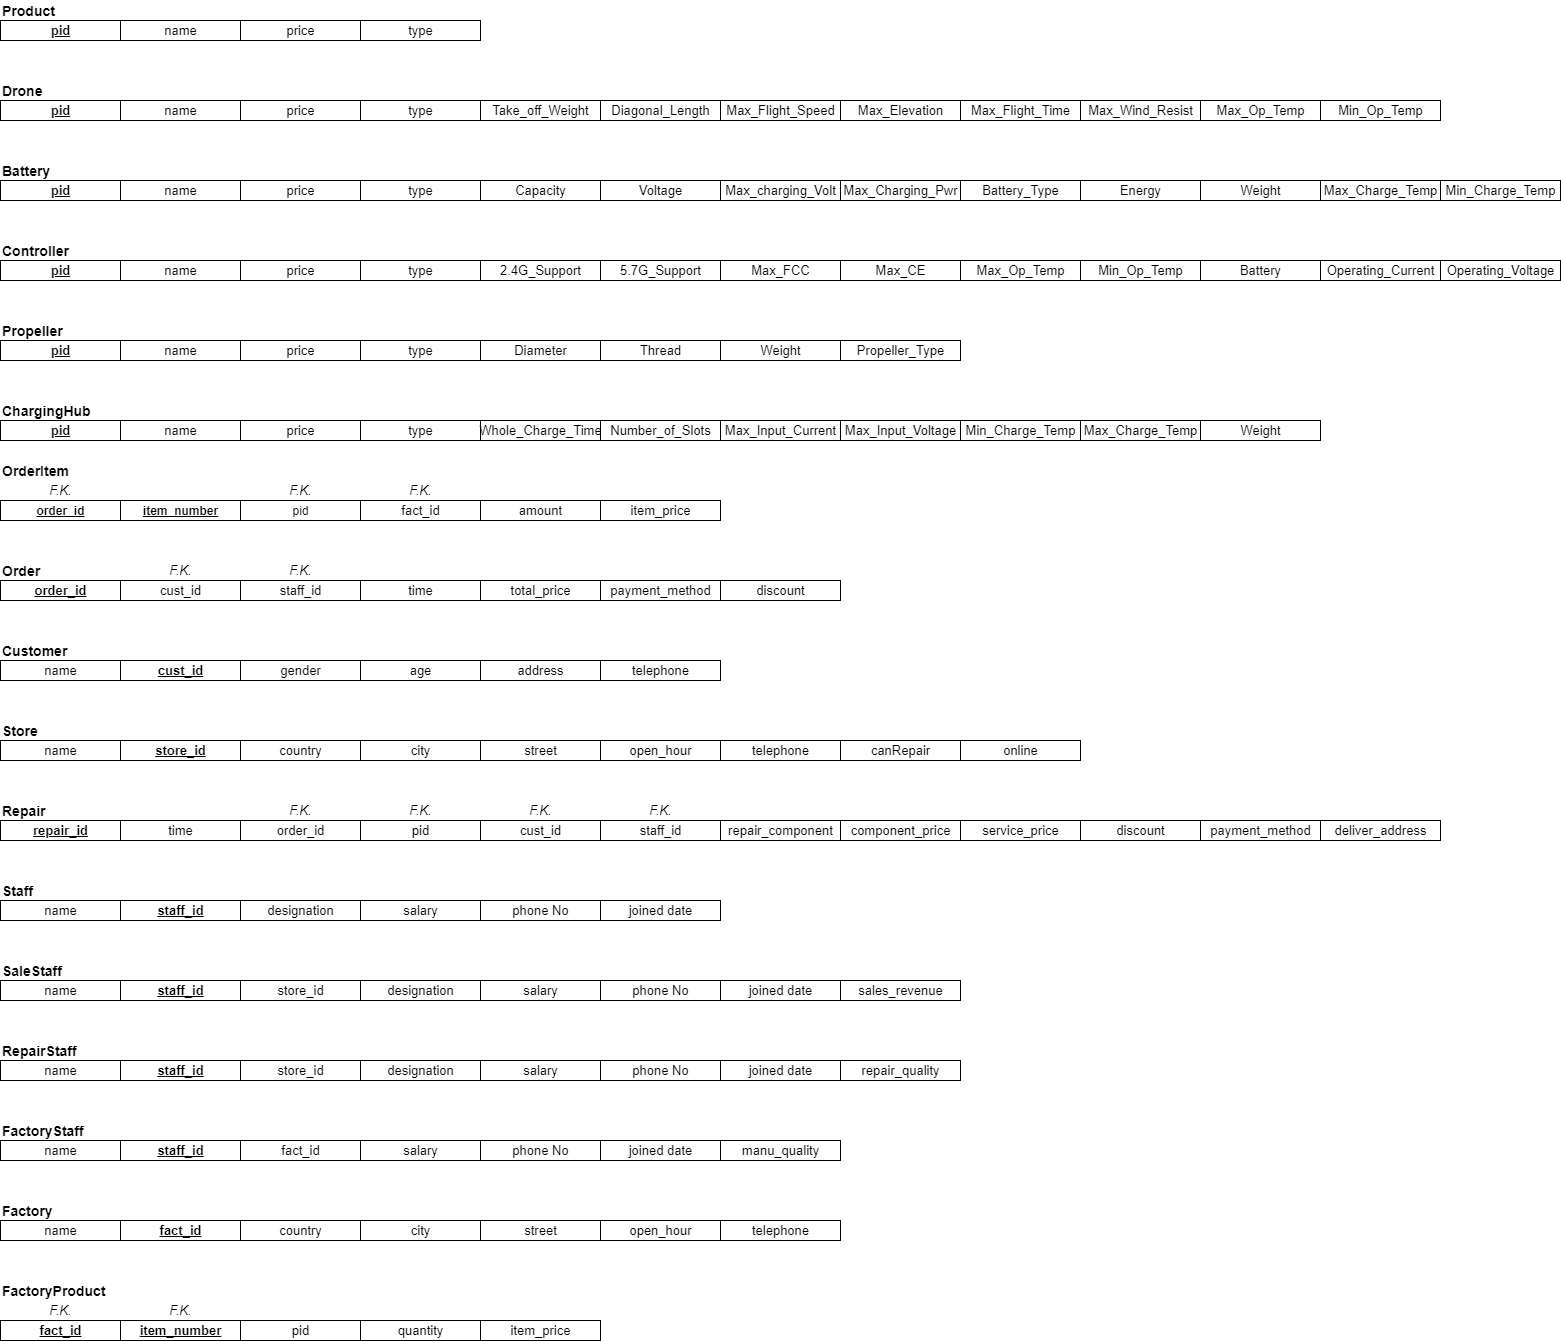 Product
pid name price type
Drone
pid name price type Take_off_Weight Diagonal_Length Max_Flight_Speed Max_Elevation Max_Flight_Time Max_Wind_Resist Max_Op_Temp Min_Op_Temp
Battery
pid name price type Capacity Voltage Max_charging_Volt Max_Charging_Pwr Battery_Type Energy Weight Max_Charge_Temp Min_Charge_Temp
Controller
pid name price type 2.4G_Support 5.7G_Support Max_FCC Max_CE Max_Op_Temp Min_Op_Temp Battery Operating_Current Operating_Voltage
Propeller
pid name price type Diameter Thread Weight Propeller_Type
ChargingHub
pid name price type Whole_Charge_Time Number_of_Slots Max_Input_Current Max_Input_Voltage Min_Charge_Temp Max_Charge_Temp Weight
OrderItem
F.K. F.K. F.K.
order_id item_number pid fact_id amount item_price
Order F.K. F.K.
order_id cust_id staff_id time total_price payment_method discount
Customer
name cust_id gender age address telephone
Store
name store_id country city street open_hour telephone canRepair online
Repair F.K. F.K. F.K. F.K.
repair_id time order_id pid cust_id staff_id repair_component component_price service_price discount payment_method deliver_address
Staff
name staff_id designation salary phone No joined date
SaleStaff
name staff_id store_id designation salary phone No joined date sales_revenue
RepairStaff
name staff_id store_id designation salary phone No joined date repair_quality
FactoryStaff
name staff_id fact_id salary phone No joined date manu_quality
Factory
name fact_id country city street open_hour telephone
FactoryProduct
F.K. F.K.
fact_id item_number pid quantity item_price